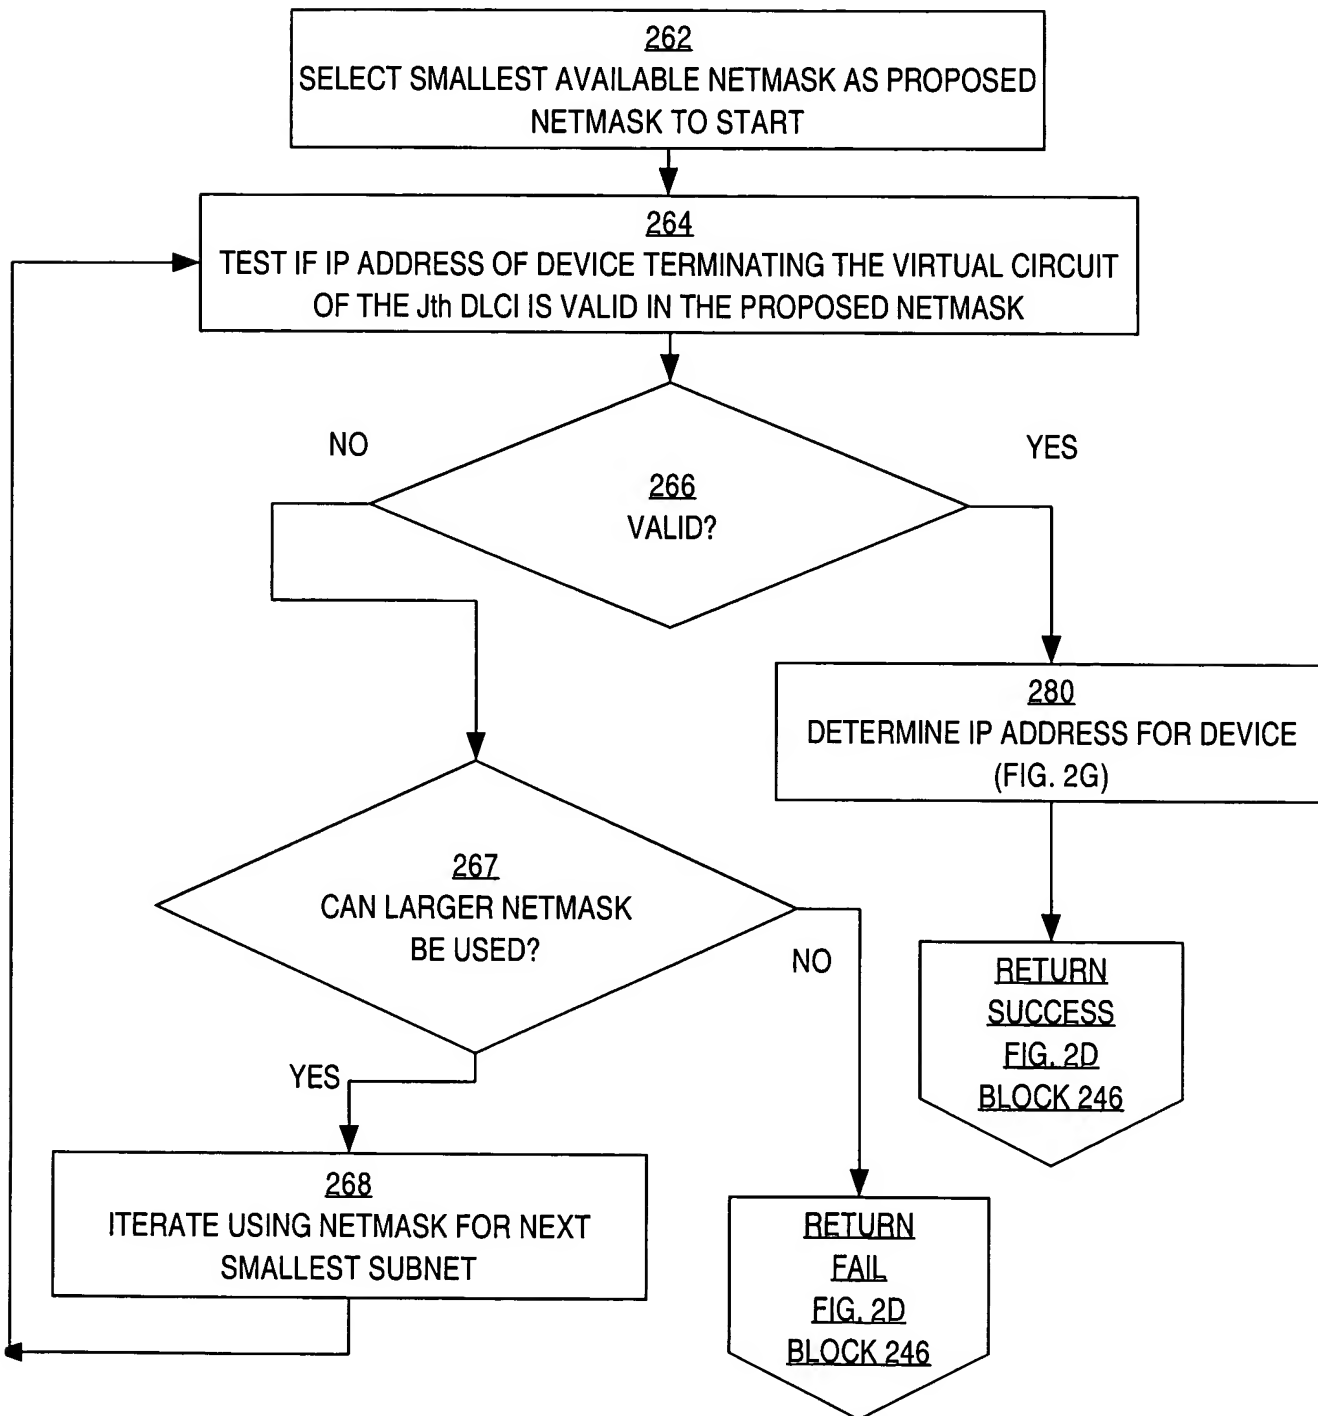 262
SELECT SMALLEST AVAILABLE NETMASK AS PROPOSED
NETMASK TO START
264
TEST IF IP ADDRESS OF DEVICE TERMINATING THE VIRTUAL CIRCUIT
OF THE Jth DLCI IS VALID IN THE PROPOSED NETMASK
NO
YES
266
VALID?
280
DETERMINE IP ADDRESS FOR DEVICE
(FIG. 2G)
267
CAN LARGER NETMASK
BE USED?
NO
YES
RETURN
SUCCESS
FIG. 2D
BLOCK 246
268
ITERATE USING NETMASK FOR NEXT
SMALLEST SUBNET
RETURN
FAIL
FIG. 2D
BLOCK 246